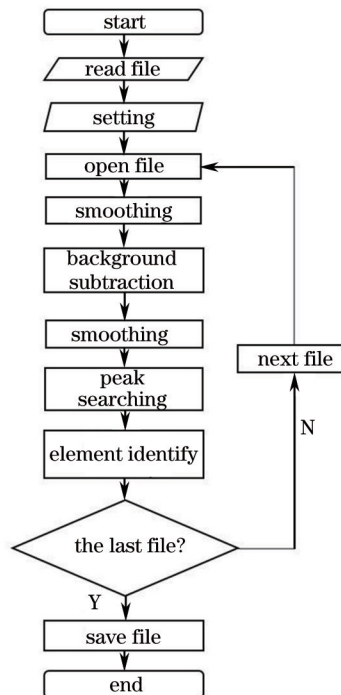 start
read file
setting
open file
smoothing
background
subtraction
smoothing
next file
peak
searching
N
element identify
the last file?
Y
save file
end